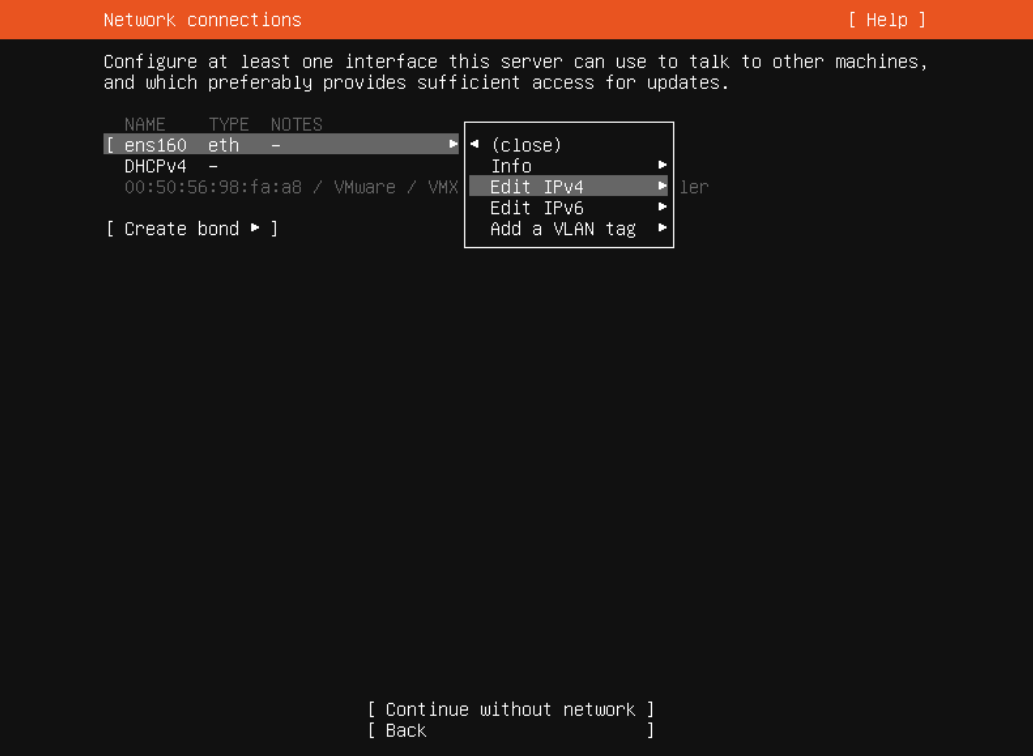 Network connections [ Help ]
Configure at least one interface this server can use to talk to other machines,
and which preferably provides sufficient access for updates.
NAME TYPE NOTES
[ ens160 eth - ▸
DHCPv4 -
00:50:56:98:fa:a8 / VMware / VMX ler
[ Create bond ▸ ]
◂ (close)
Info ▸
Edit IPv4 ▸
Edit IPv6 ▸
Add a VLAN tag ▸
[ Continue without network ]
[ Back ]